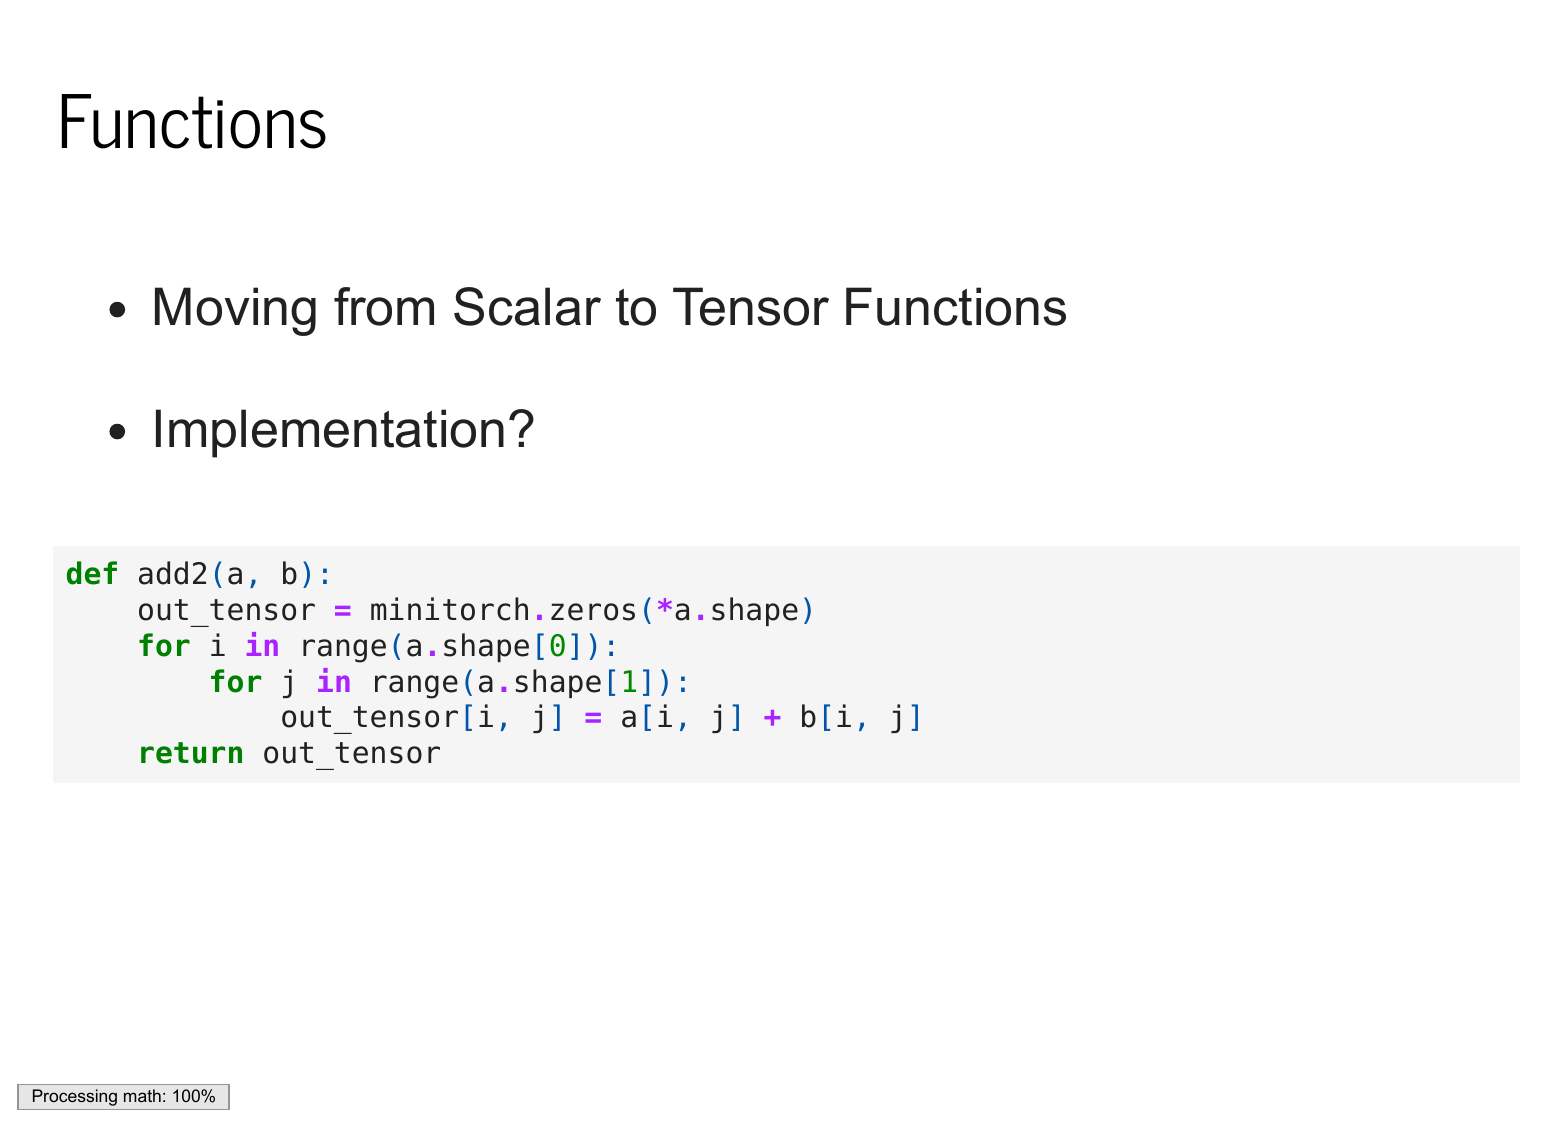 Functions
• Moving from Scalar to Tensor Functions
• Implementation?
def add2(a, b):
    out_tensor = minitorch.zeros(*a.shape)
    for i in range(a.shape[0]):
        for j in range(a.shape[1]):
            out_tensor[i, j] = a[i, j] + b[i, j]
    return out_tensor
Processing math: 100%